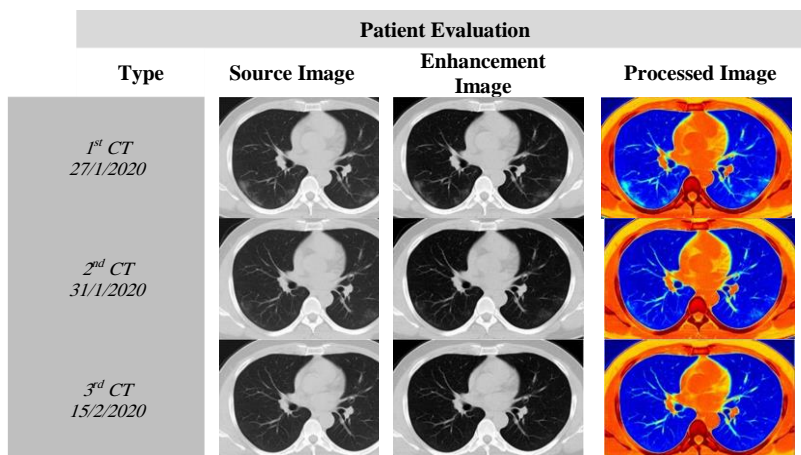 Patient Evaluation
Type Source Image Enhancement Image Processed Image
1st CT
27/1/2020
2nd CT
31/1/2020
3rd CT
15/2/2020